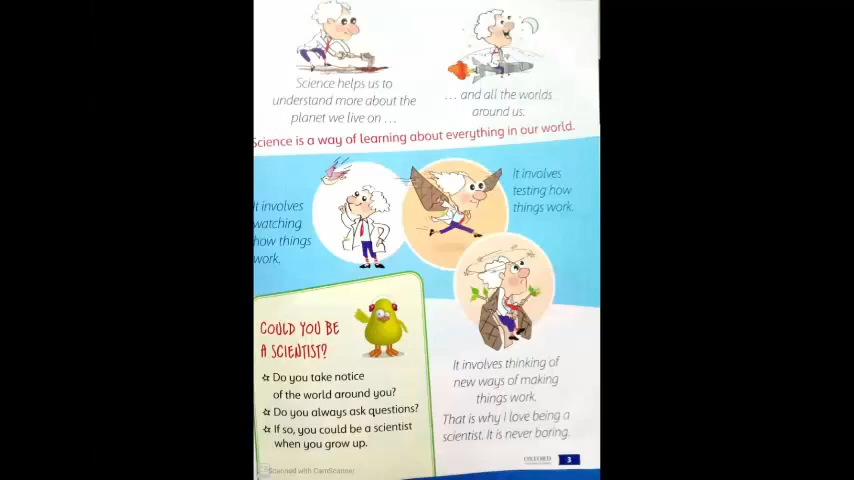 Science helps us to
understand more about the
planet we live on ...
... and all the worlds
around us.
Science is a way of learning about everything in our world.
It involves
watching
how things
work.
It involves
testing how
things work.
It involves thinking of
new ways of making
things work.
That is why I love being a
scientist. It is never boring.
COULD YOU BE
A SCIENTIST?
☆ Do you take notice
of the world around you?
☆ Do you always ask questions?
☆ If so, you could be a scientist
when you grow up.
OXFORD
3
Scanned with CamScanner